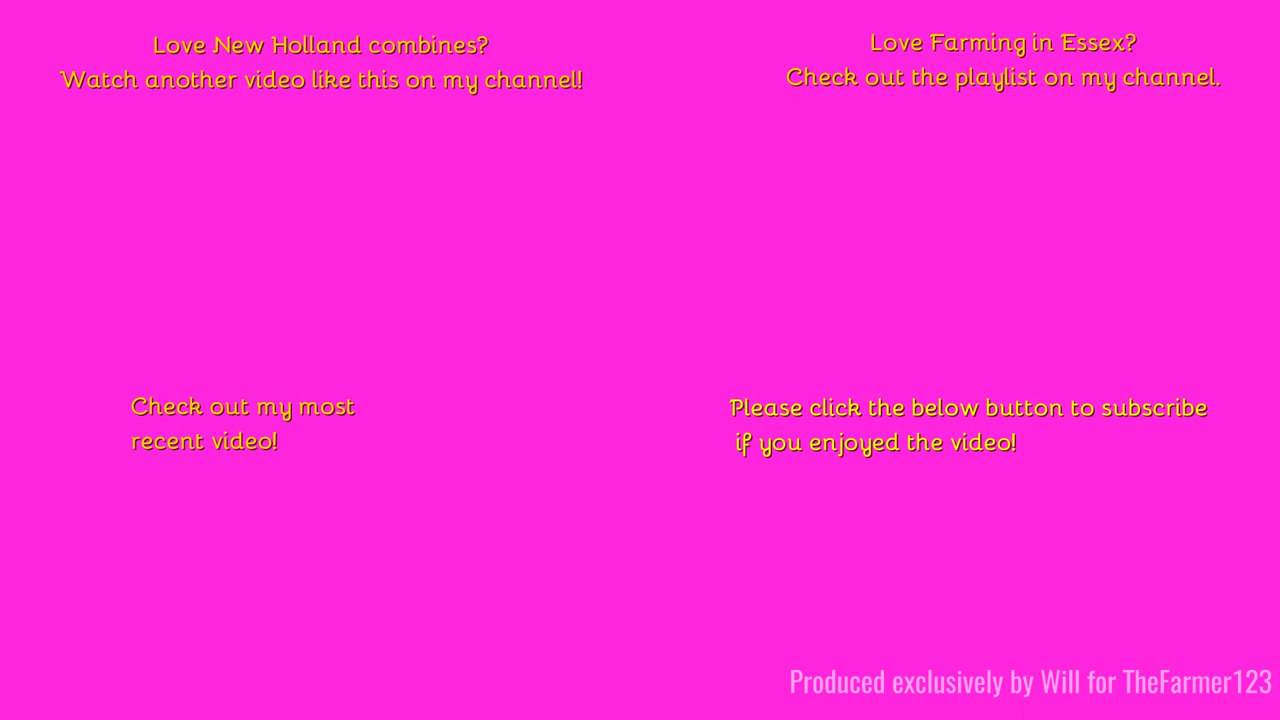 Love New Holland combines?
Watch another video like this on my channel!
Love Farming in Essex?
Check out the playlist on my channel.
Check out my most
recent video!
Please click the below button to subscribe
if you enjoyed the video!
Produced exclusively by Will for TheFarmer123